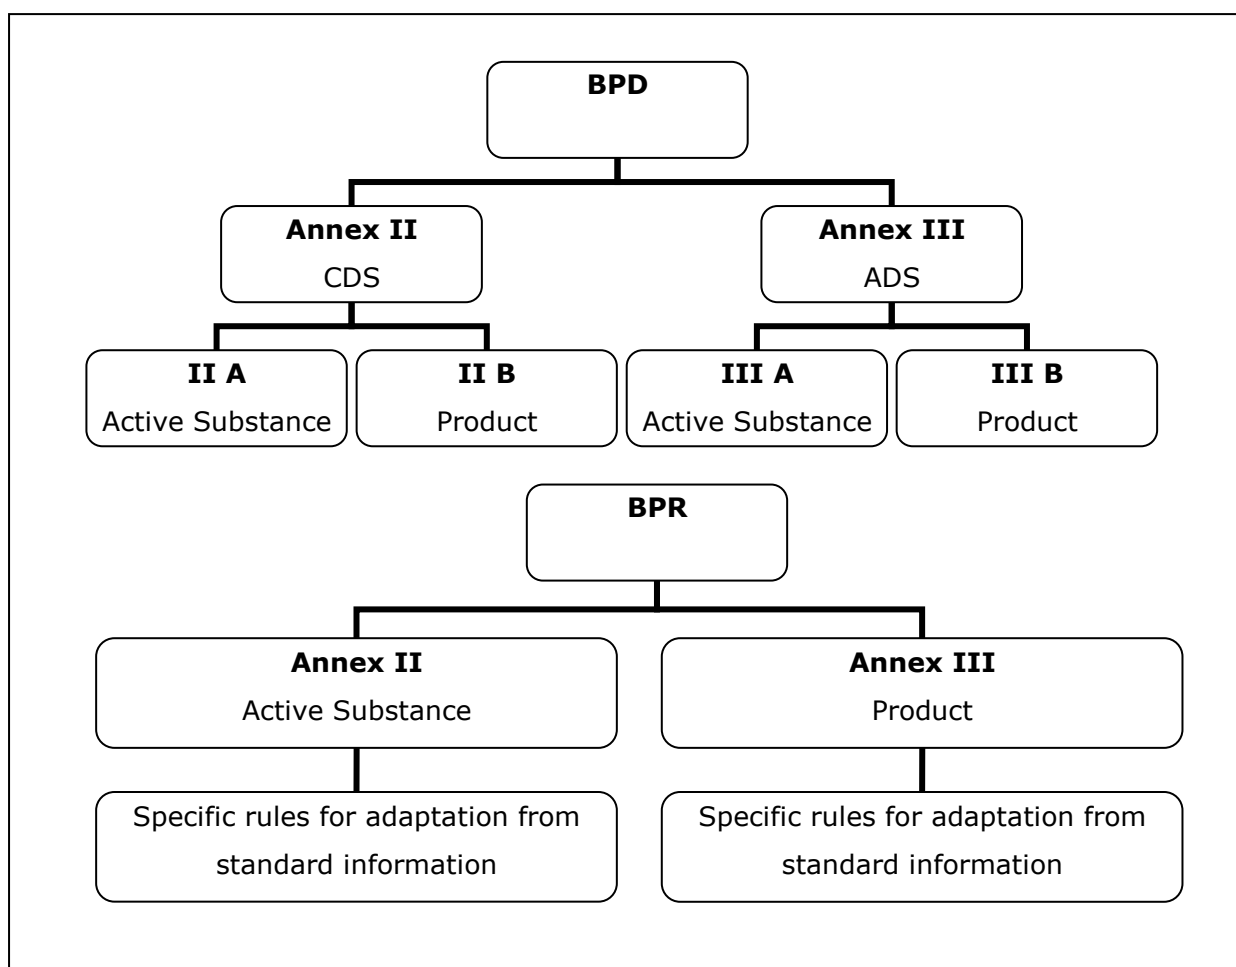 BPD
Annex II
CDS
Annex III
ADS
II A
Active Substance
II B
Product
III A
Active Substance
III B
Product
BPR
Annex II
Active Substance
Annex III
Product
Specific rules for adaptation from
standard information
Specific rules for adaptation from
standard information